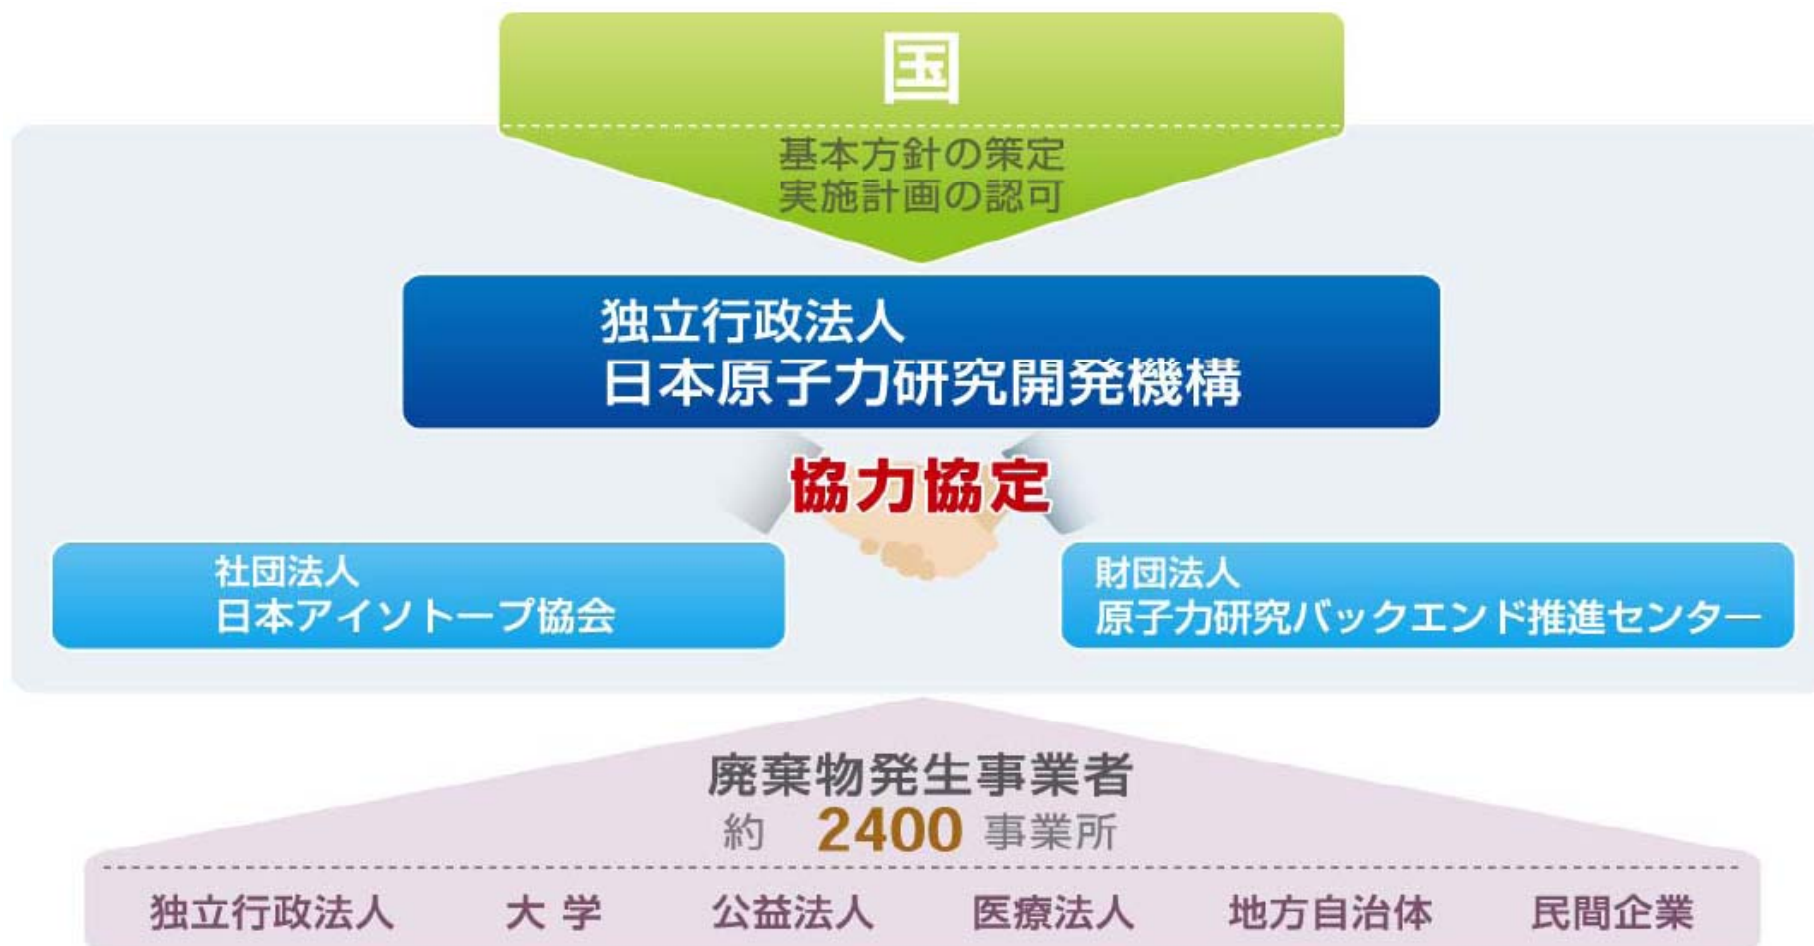 国
基本方針の策定
実施計画の認可
独立行政法人
日本原子力研究開発機構
協力協定
社団法人
日本アイソトープ協会
財団法人
原子力研究バックエンド推進センター
廃棄物発生事業者
約 2400 事業所
独立行政法人 大学 公益法人 医療法人 地方自治体 民間企業